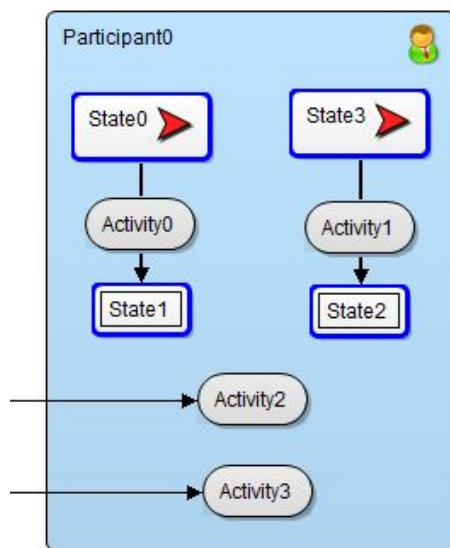 Participant0
State0
State3
Activity0
Activity1
State1
State2
Activity2
Activity3